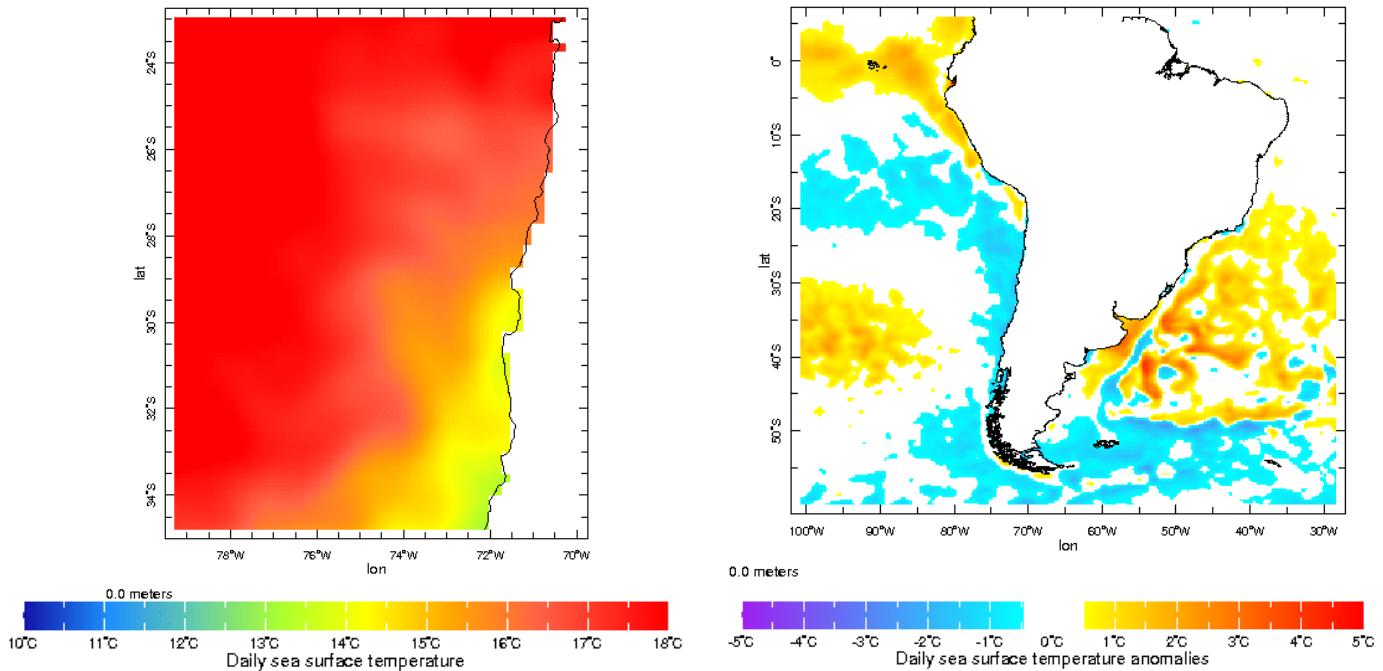 24°S
26°S
28°S
30°S
32°S
34°S
lat
78°W 76°W 74°W 72°W 70°W
lon
0.0 meters
10°C 11°C 12°C 13°C 14°C 15°C 16°C 17°C 18°C
Daily sea surface temperature
0°
10°S
20°S
30°S
40°S
50°S
lat
100°W 90°W 80°W 70°W 60°W 50°W 40°W 30°W
lon
0.0 meters
-5°C -4°C -3°C -2°C -1°C 0°C 1°C 2°C 3°C 4°C 5°C
Daily sea surface temperature anomalies